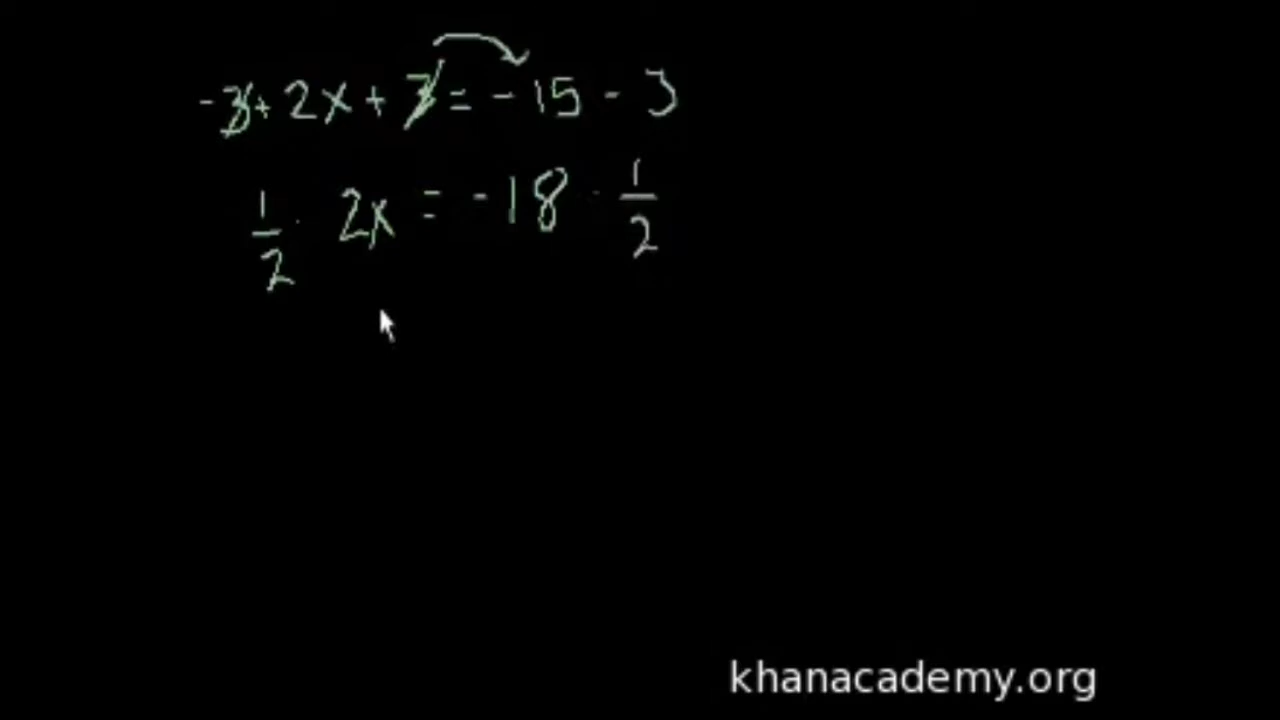 -3 + 2x + 3 = -15 - 3
1/2 · 2x = -18 · 1/2
khanacademy.org